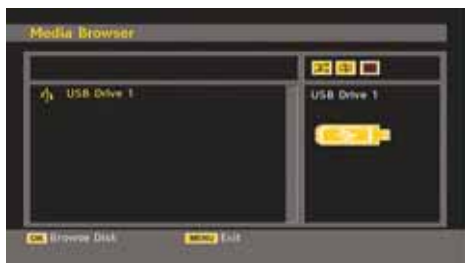 Media Browser
USB Drive 1
USB Drive 1
OK Browse Disk MENU Exit